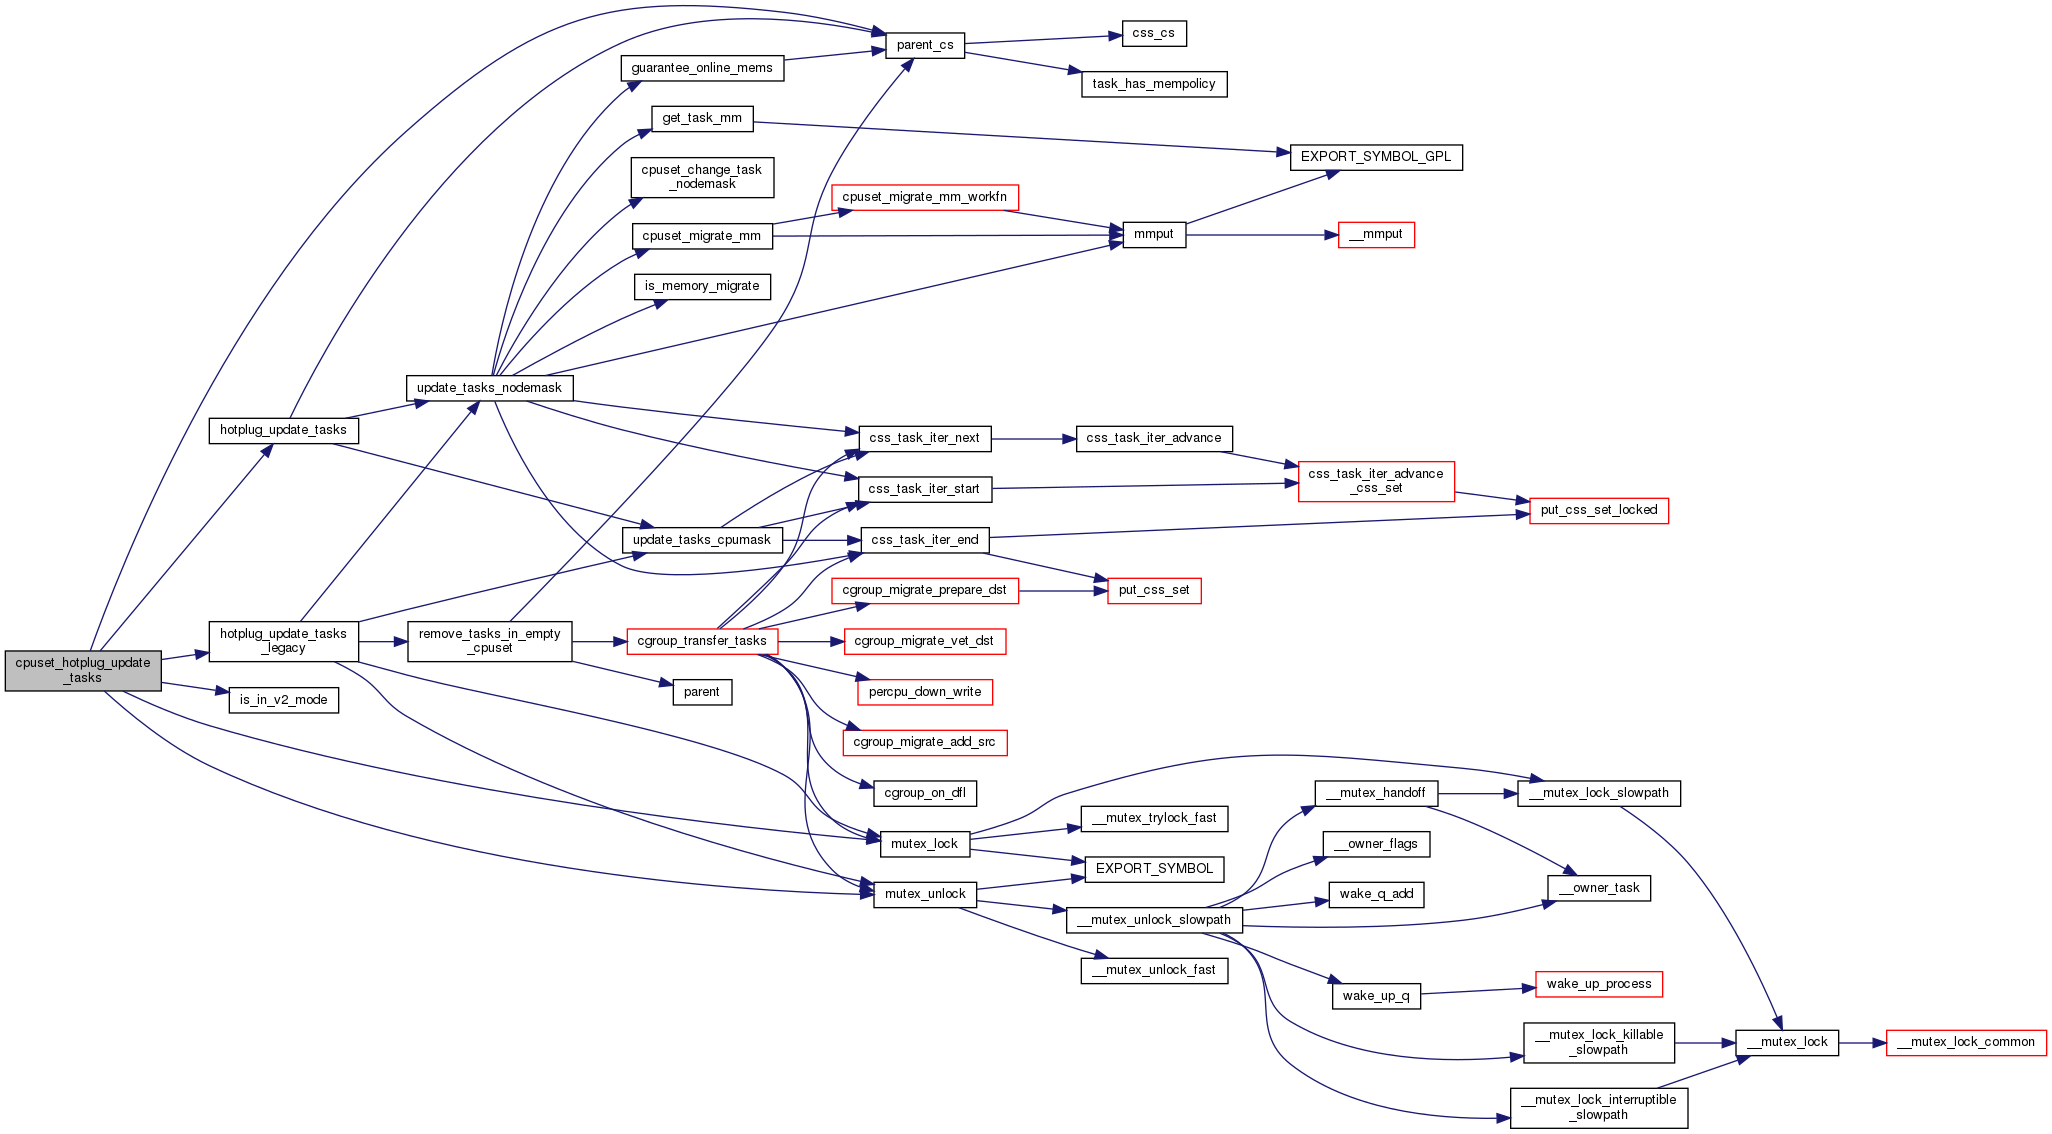 cpuset_hotplug_update
_tasks
hotplug_update_tasks
hotplug_update_tasks
_legacy
is_in_v2_mode
update_tasks_nodemask
remove_tasks_in_empty
_cpuset
guarantee_online_mems
get_task_mm
cpuset_change_task
_nodemask
cpuset_migrate_mm
is_memory_migrate
update_tasks_cpumask
cgroup_transfer_tasks
parent
parent_cs
cpuset_migrate_mm_workfn
css_task_iter_next
css_task_iter_start
css_task_iter_end
cgroup_migrate_prepare_dst
cgroup_migrate_vet_dst
percpu_down_write
cgroup_migrate_add_src
cgroup_on_dfl
mutex_lock
mutex_unlock
css_cs
task_has_mempolicy
mmput
css_task_iter_advance
put_css_set
__mutex_trylock_fast
EXPORT_SYMBOL
__mutex_unlock_slowpath
__mutex_unlock_fast
EXPORT_SYMBOL_GPL
__mmput
css_task_iter_advance
_css_set
__mutex_handoff
__owner_flags
wake_q_add
wake_up_q
put_css_set_locked
__mutex_lock_slowpath
__owner_task
wake_up_process
__mutex_lock_killable
_slowpath
__mutex_lock_interruptible
_slowpath
__mutex_lock
__mutex_lock_common